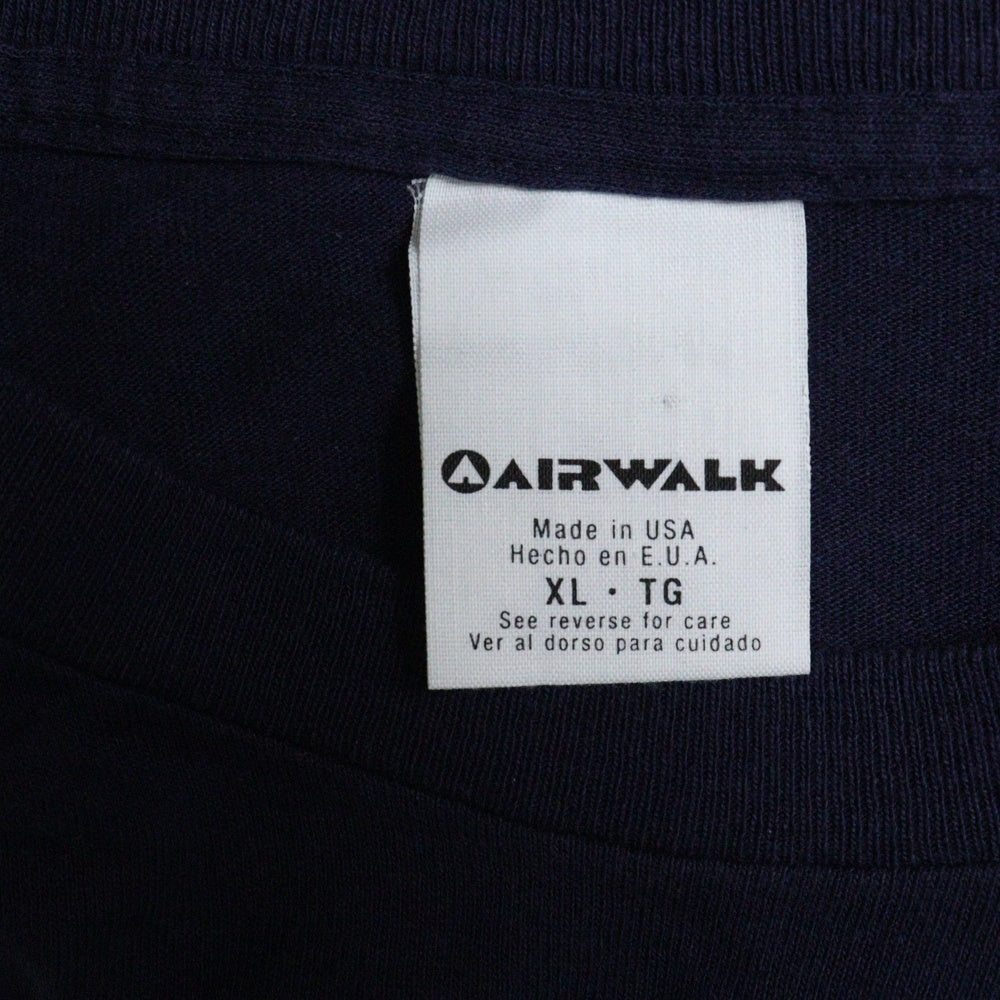 AIRWALK
Made in USA
Hecho en E.U.A.
XL · TG
See reverse for care
Ver al dorso para cuidado